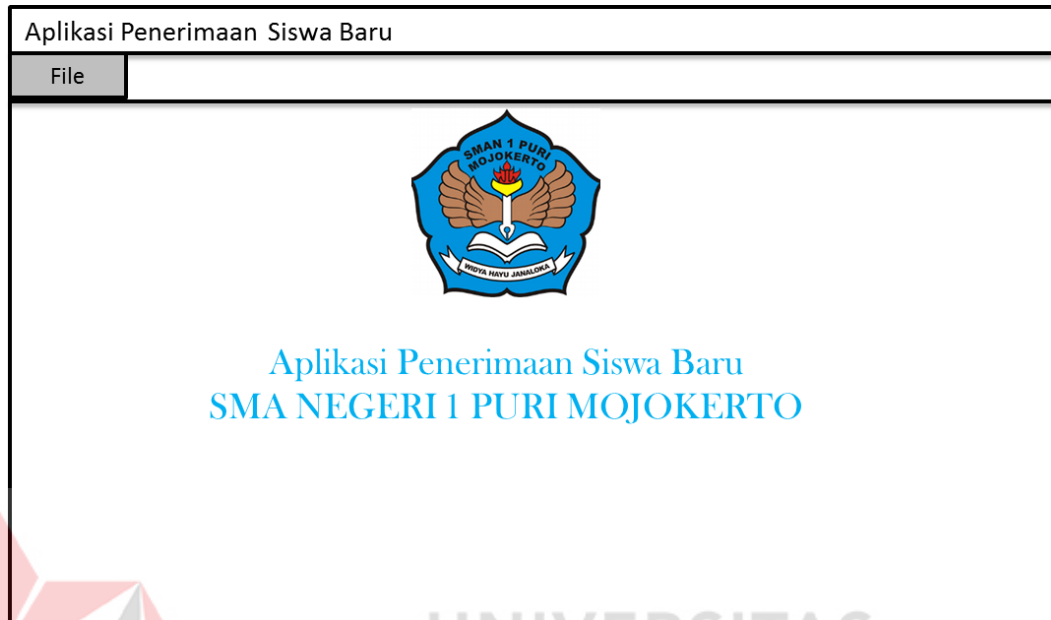 Aplikasi Penerimaan Siswa Baru
File
SMAN 1 PURI
MOJOKERTO
WIDYA HAYU JANALOKA
Aplikasi Penerimaan Siswa Baru
SMA NEGERI 1 PURI MOJOKERTO
UNIVERSITAS